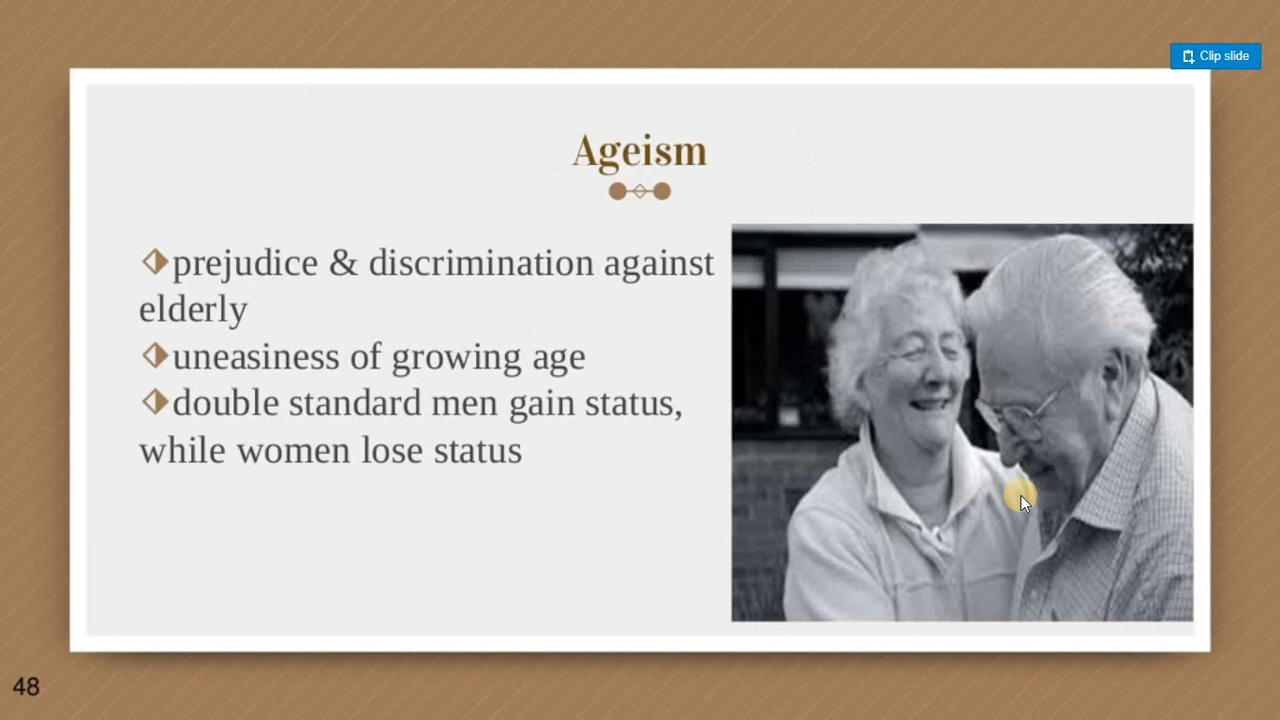 Clip slide
Ageism
prejudice & discrimination against
elderly
uneasiness of growing age
double standard men gain status,
while women lose status
48